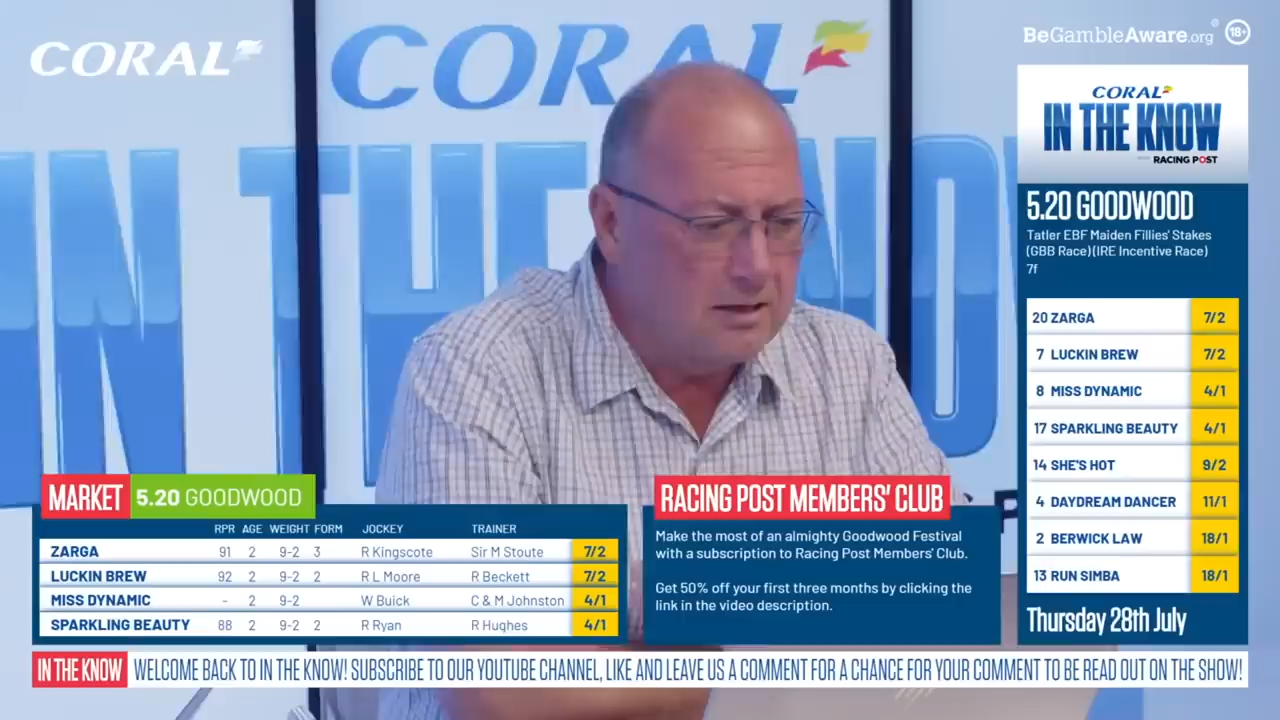 CORAL
CORAL
IN THE KNOW
BeGambleAware.org® 18+
CORAL
IN THE KNOW
RACING POST
5.20 GOODWOOD
Tatler EBF Maiden Fillies' Stakes
(GBB Race)(IRE Incentive Race)
7f
20 ZARGA 7/2
7 LUCKIN BREW 7/2
8 MISS DYNAMIC 4/1
17 SPARKLING BEAUTY 4/1
14 SHE'S HOT 9/2
4 DAYDREAM DANCER 11/1
2 BERWICK LAW 18/1
13 RUN SIMBA 18/1
Thursday 28th July
MARKET 5.20 GOODWOOD
RPR AGE WEIGHT FORM JOCKEY TRAINER
ZARGA 91 2 9-2 3 R Kingscote Sir M Stoute 7/2
LUCKIN BREW 92 2 9-2 2 R L Moore R Beckett 7/2
MISS DYNAMIC - 2 9-2 W Buick C & M Johnston 4/1
SPARKLING BEAUTY 88 2 9-2 2 R Ryan R Hughes 4/1
RACING POST MEMBERS' CLUB
Make the most of an almighty Goodwood Festival
with a subscription to Racing Post Members' Club.
Get 50% off your first three months by clicking the
link in the video description.
IN THE KNOW WELCOME BACK TO IN THE KNOW! SUBSCRIBE TO OUR YOUTUBE CHANNEL, LIKE AND LEAVE US A COMMENT FOR A CHANCE FOR YOUR COMMENT TO BE READ OUT ON THE SHOW!